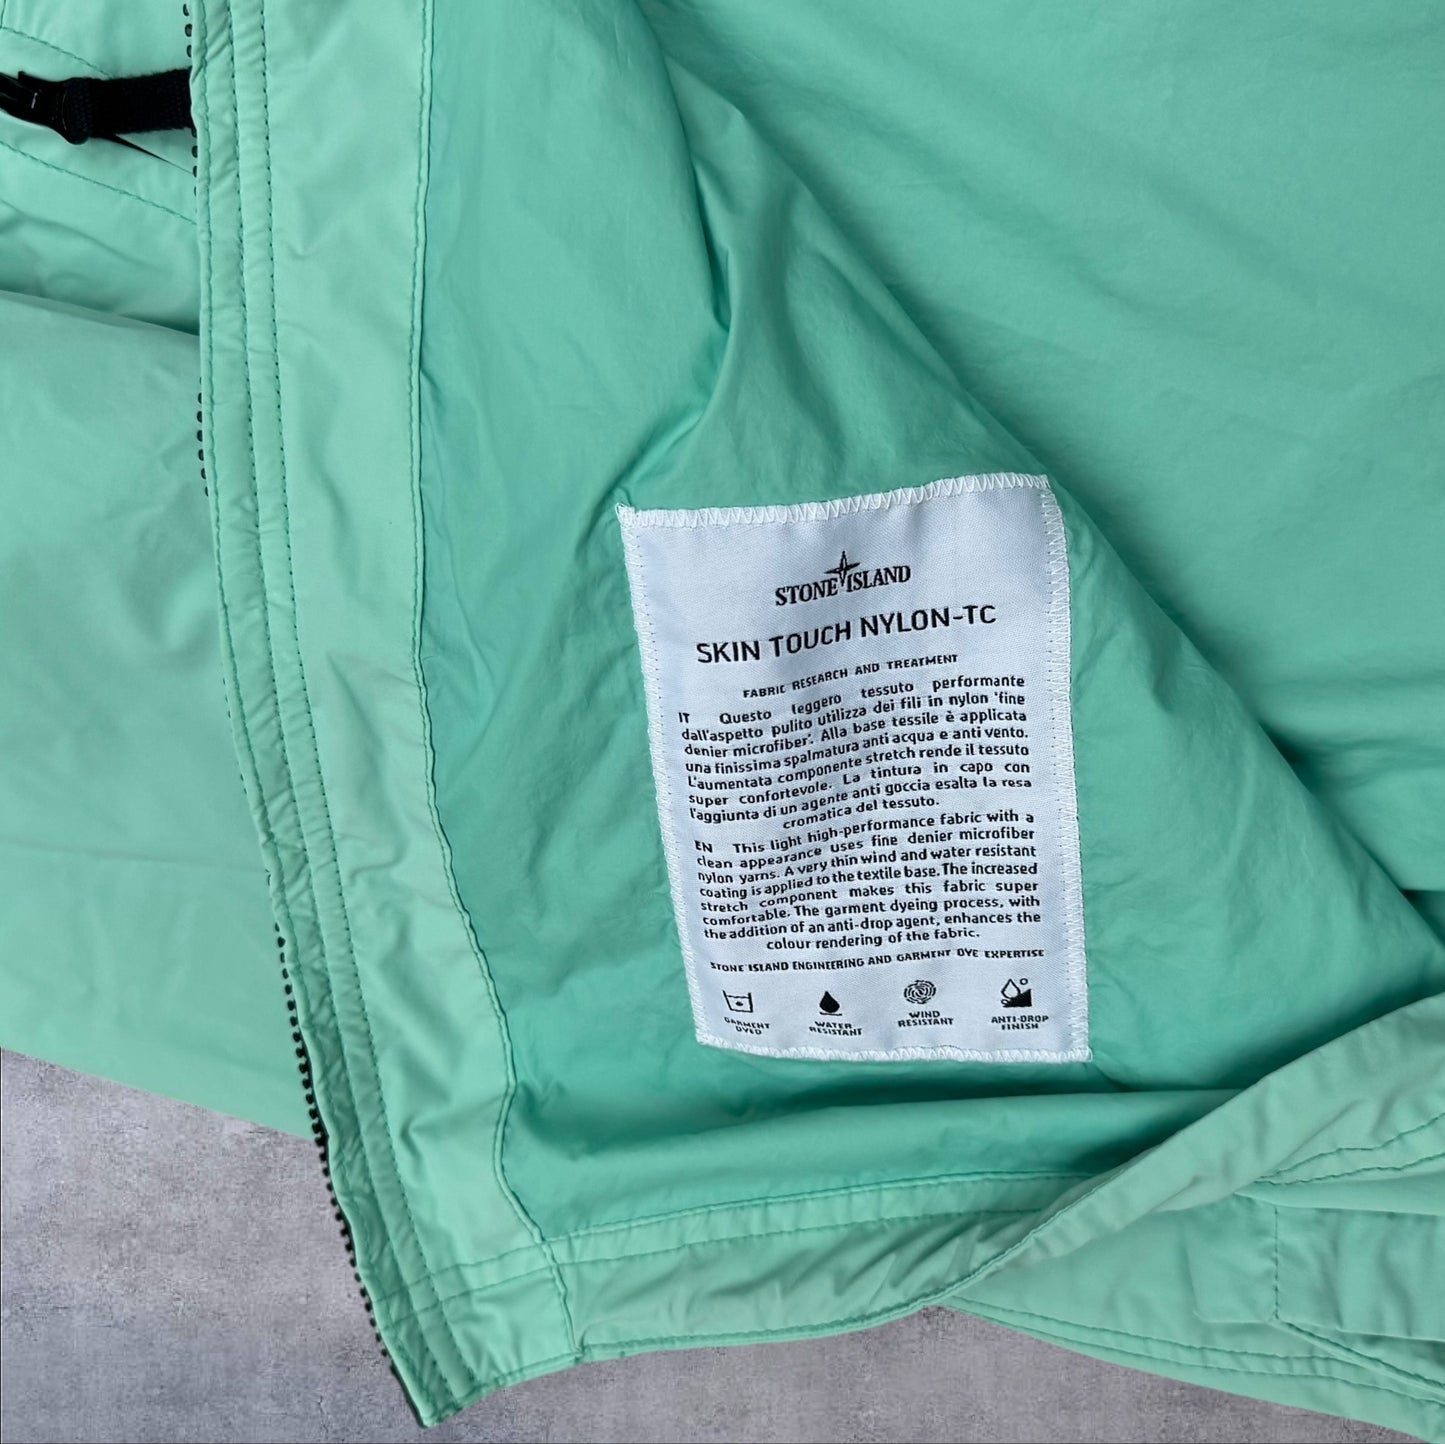 STONE ISLAND
SKIN TOUCH NYLON-TC
FABRIC RESEARCH AND TREATMENT
IT Questo leggero tessuto performante
dall'aspetto pulito utilizza dei fili in nylon 'fine
denier microfiber'. Alla base tessile è applicata
una finissima spalmatura anti acqua e anti vento.
L'aumentata componente stretch rende il tessuto
super confortevole. La tintura in capo con
l'aggiunta di un agente anti goccia esalta la resa
cromatica del tessuto.
EN This light high-performance fabric with a
clean appearance uses fine denier microfiber
nylon yarns. A very thin wind and water resistant
coating is applied to the textile base. The increased
stretch component makes this fabric super
comfortable. The garment dyeing process, with
the addition of an anti-drop agent, enhances the
colour rendering of the fabric.
STONE ISLAND ENGINEERING AND GARMENT DYE EXPERTISE
GARMENT
DYED
WATER
RESISTANT
WIND
RESISTANT
ANTI-DROP
FINISH